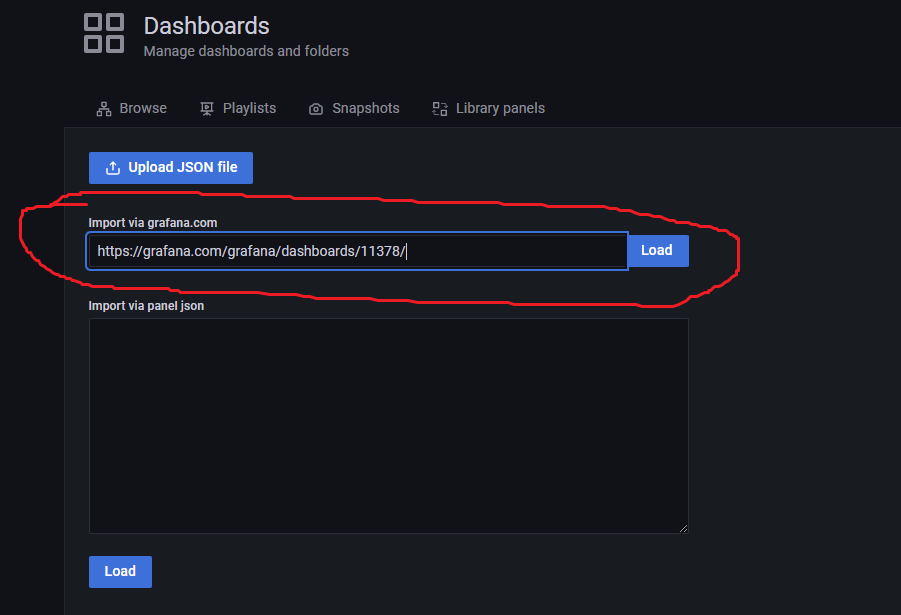 Dashboards
Manage dashboards and folders
Browse Playlists Snapshots Library panels
Upload JSON file
Import via grafana.com
https://grafana.com/grafana/dashboards/11378/ Load
Import via panel json
Load